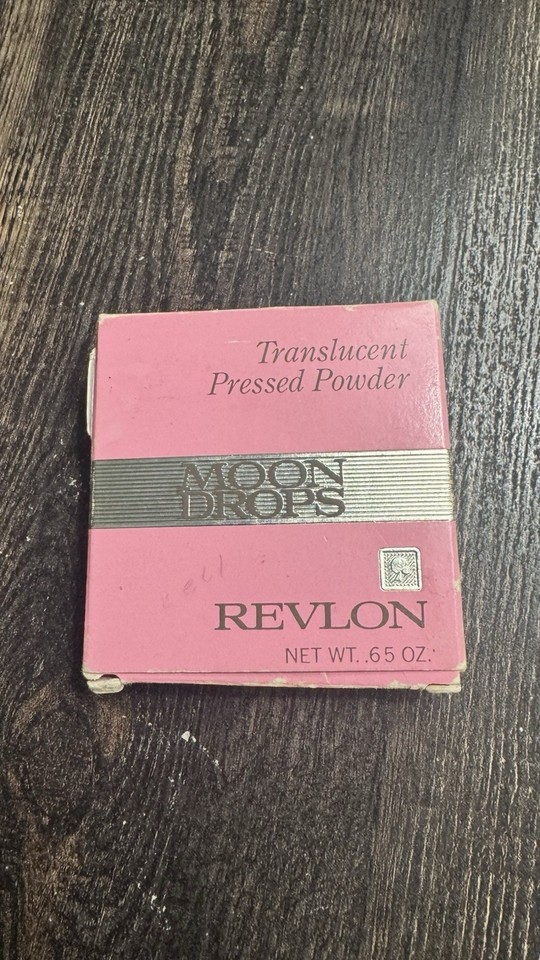 Translucent
Pressed Powder
MOON
DROPS
REVLON
NET WT. .65 OZ.